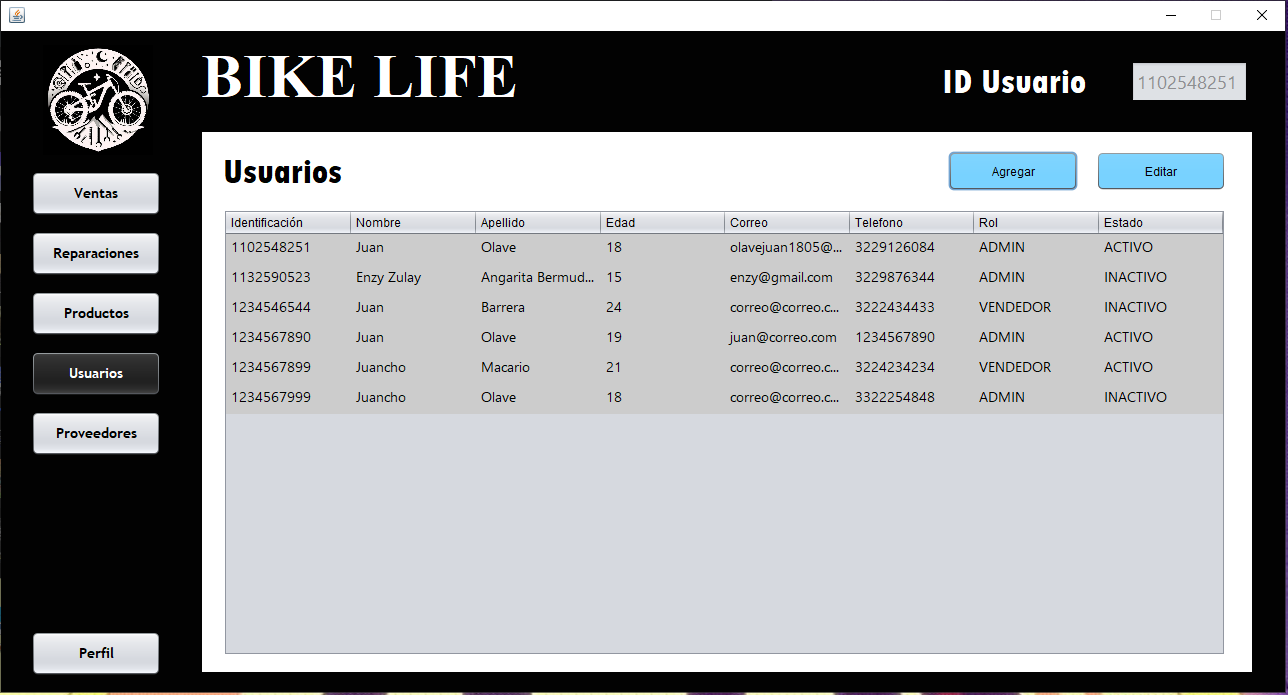 BIKE LIFE
ID Usuario 1102548251
Ventas
Reparaciones
Productos
Usuarios
Proveedores
Perfil
Usuarios
Agregar Editar
Identificación Nombre Apellido Edad Correo Telefono Rol Estado
1102548251 Juan Olave 18 olavejuan1805@... 3229126084 ADMIN ACTIVO
1132590523 Enzy Zulay Angarita Bermud... 15 enzy@gmail.com 3229876344 ADMIN INACTIVO
1234546544 Juan Barrera 24 correo@correo.c... 3222434433 VENDEDOR INACTIVO
1234567890 Juan Olave 19 juan@correo.com 1234567890 ADMIN ACTIVO
1234567899 Juancho Macario 21 correo@correo.c... 3224234234 VENDEDOR ACTIVO
1234567999 Juancho Olave 18 correo@correo.c... 3322254848 ADMIN INACTIVO